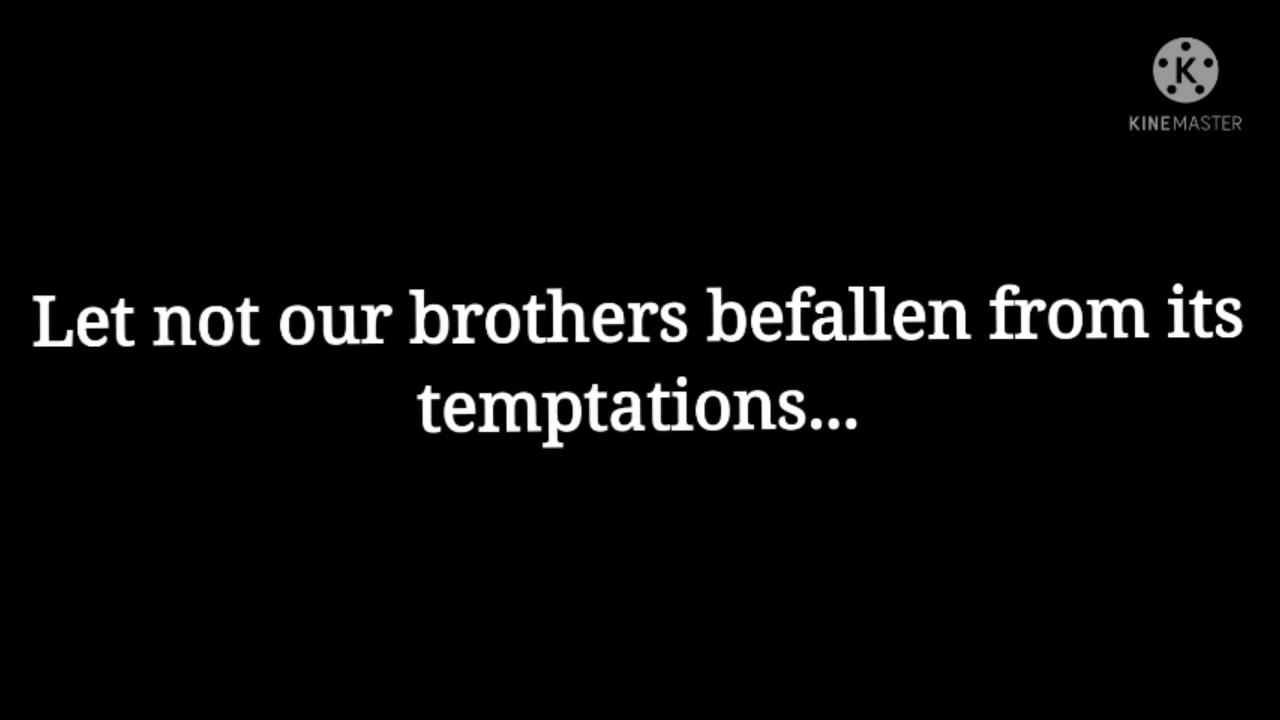 K
KINEMASTER
Let not our brothers befallen from its
temptations...